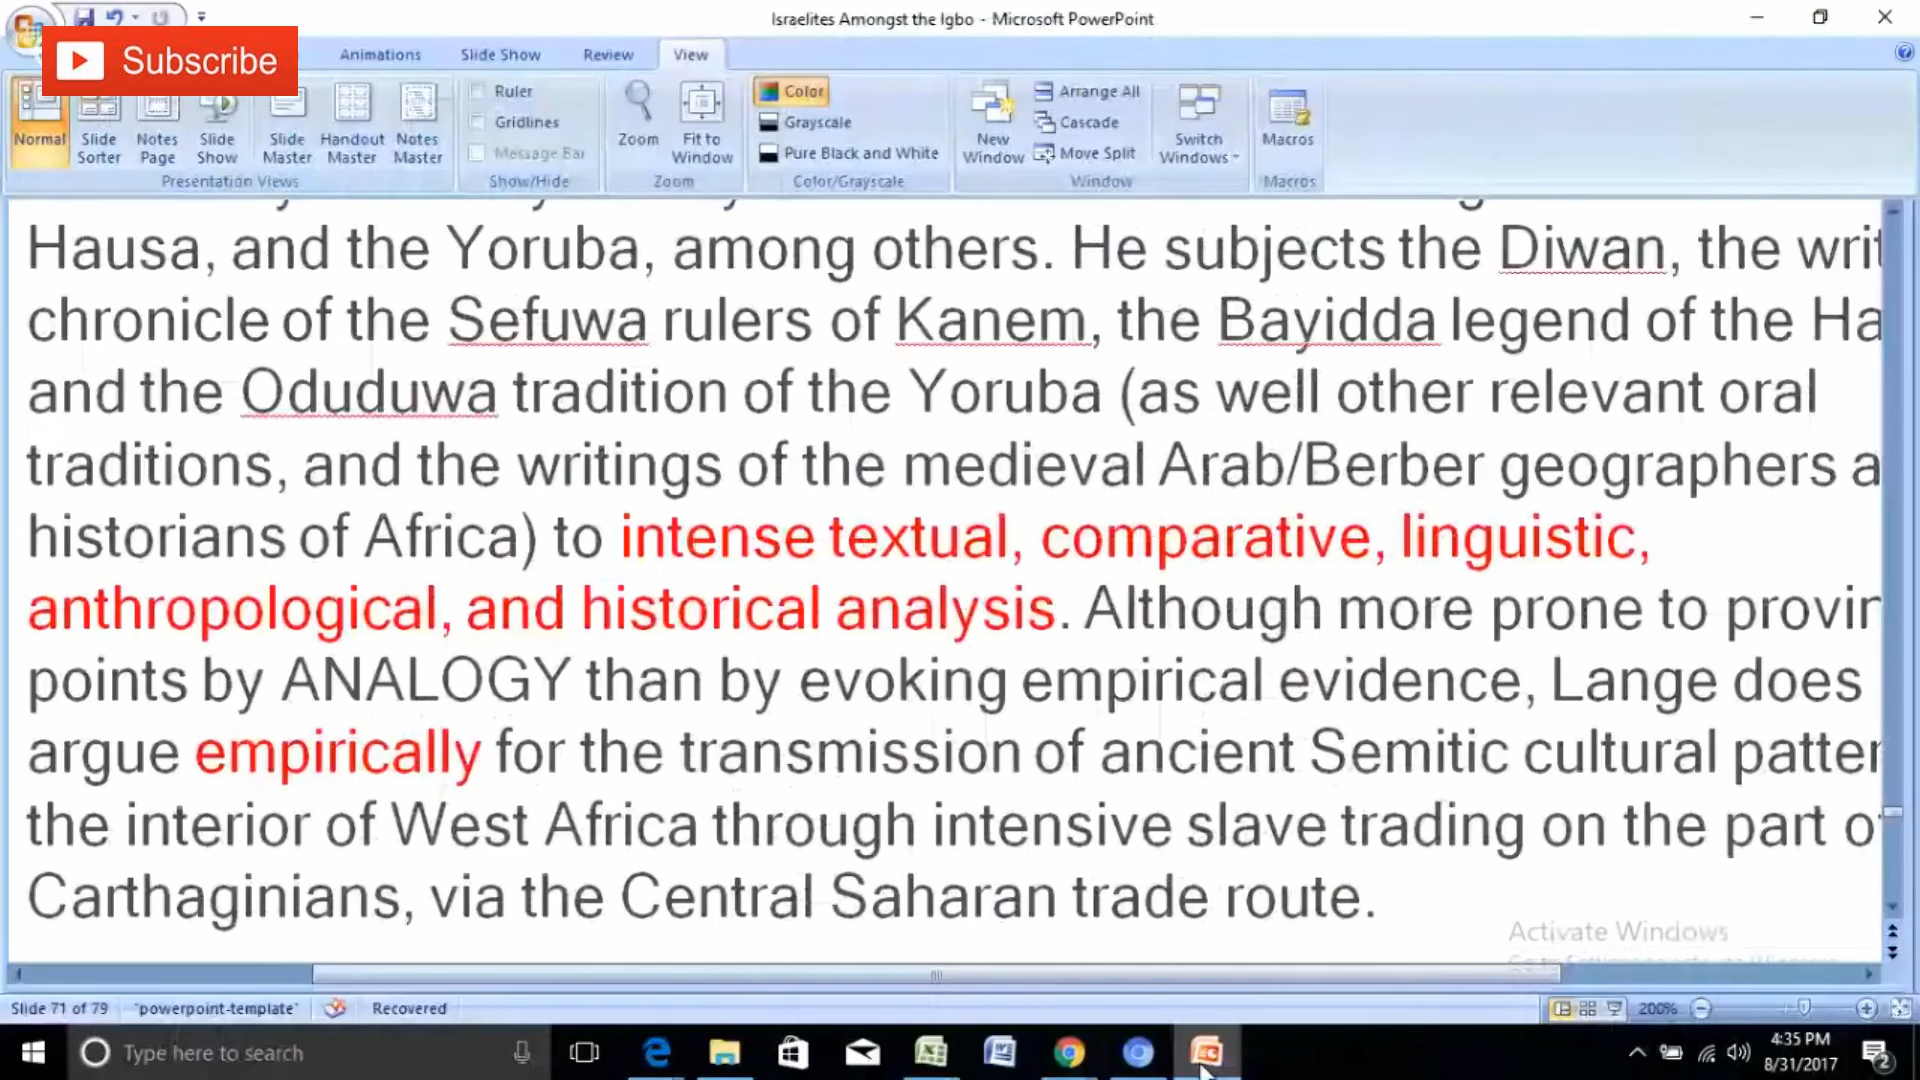 Israelites Amongst the Igbo - Microsoft PowerPoint
Subscribe
Animations Slide Show Review View
Normal Slide Sorter Notes Page Slide Show Slide Master Handout Master Notes Master
Ruler
Gridlines
Message Bar
Zoom Fit to Window
Color
Grayscale
Pure Black and White
New Window
Arrange All
Cascade
Move Split
Switch Windows
Macros
Presentation Views Show/Hide Zoom Color/Grayscale Window Macros
Hausa, and the Yoruba, among others. He subjects the Diwan, the writ
chronicle of the Sefuwa rulers of Kanem, the Bayidda legend of the Ha
and the Oduduwa tradition of the Yoruba (as well other relevant oral
traditions, and the writings of the medieval Arab/Berber geographers a
historians of Africa) to intense textual, comparative, linguistic,
anthropological, and historical analysis. Although more prone to provin
points by ANALOGY than by evoking empirical evidence, Lange does
argue empirically for the transmission of ancient Semitic cultural patter
the interior of West Africa through intensive slave trading on the part o
Carthaginians, via the Central Saharan trade route.
Activate Windows
Slide 71 of 79 "powerpoint-template" Recovered 200%
Type here to search
4:35 PM
8/31/2017
2